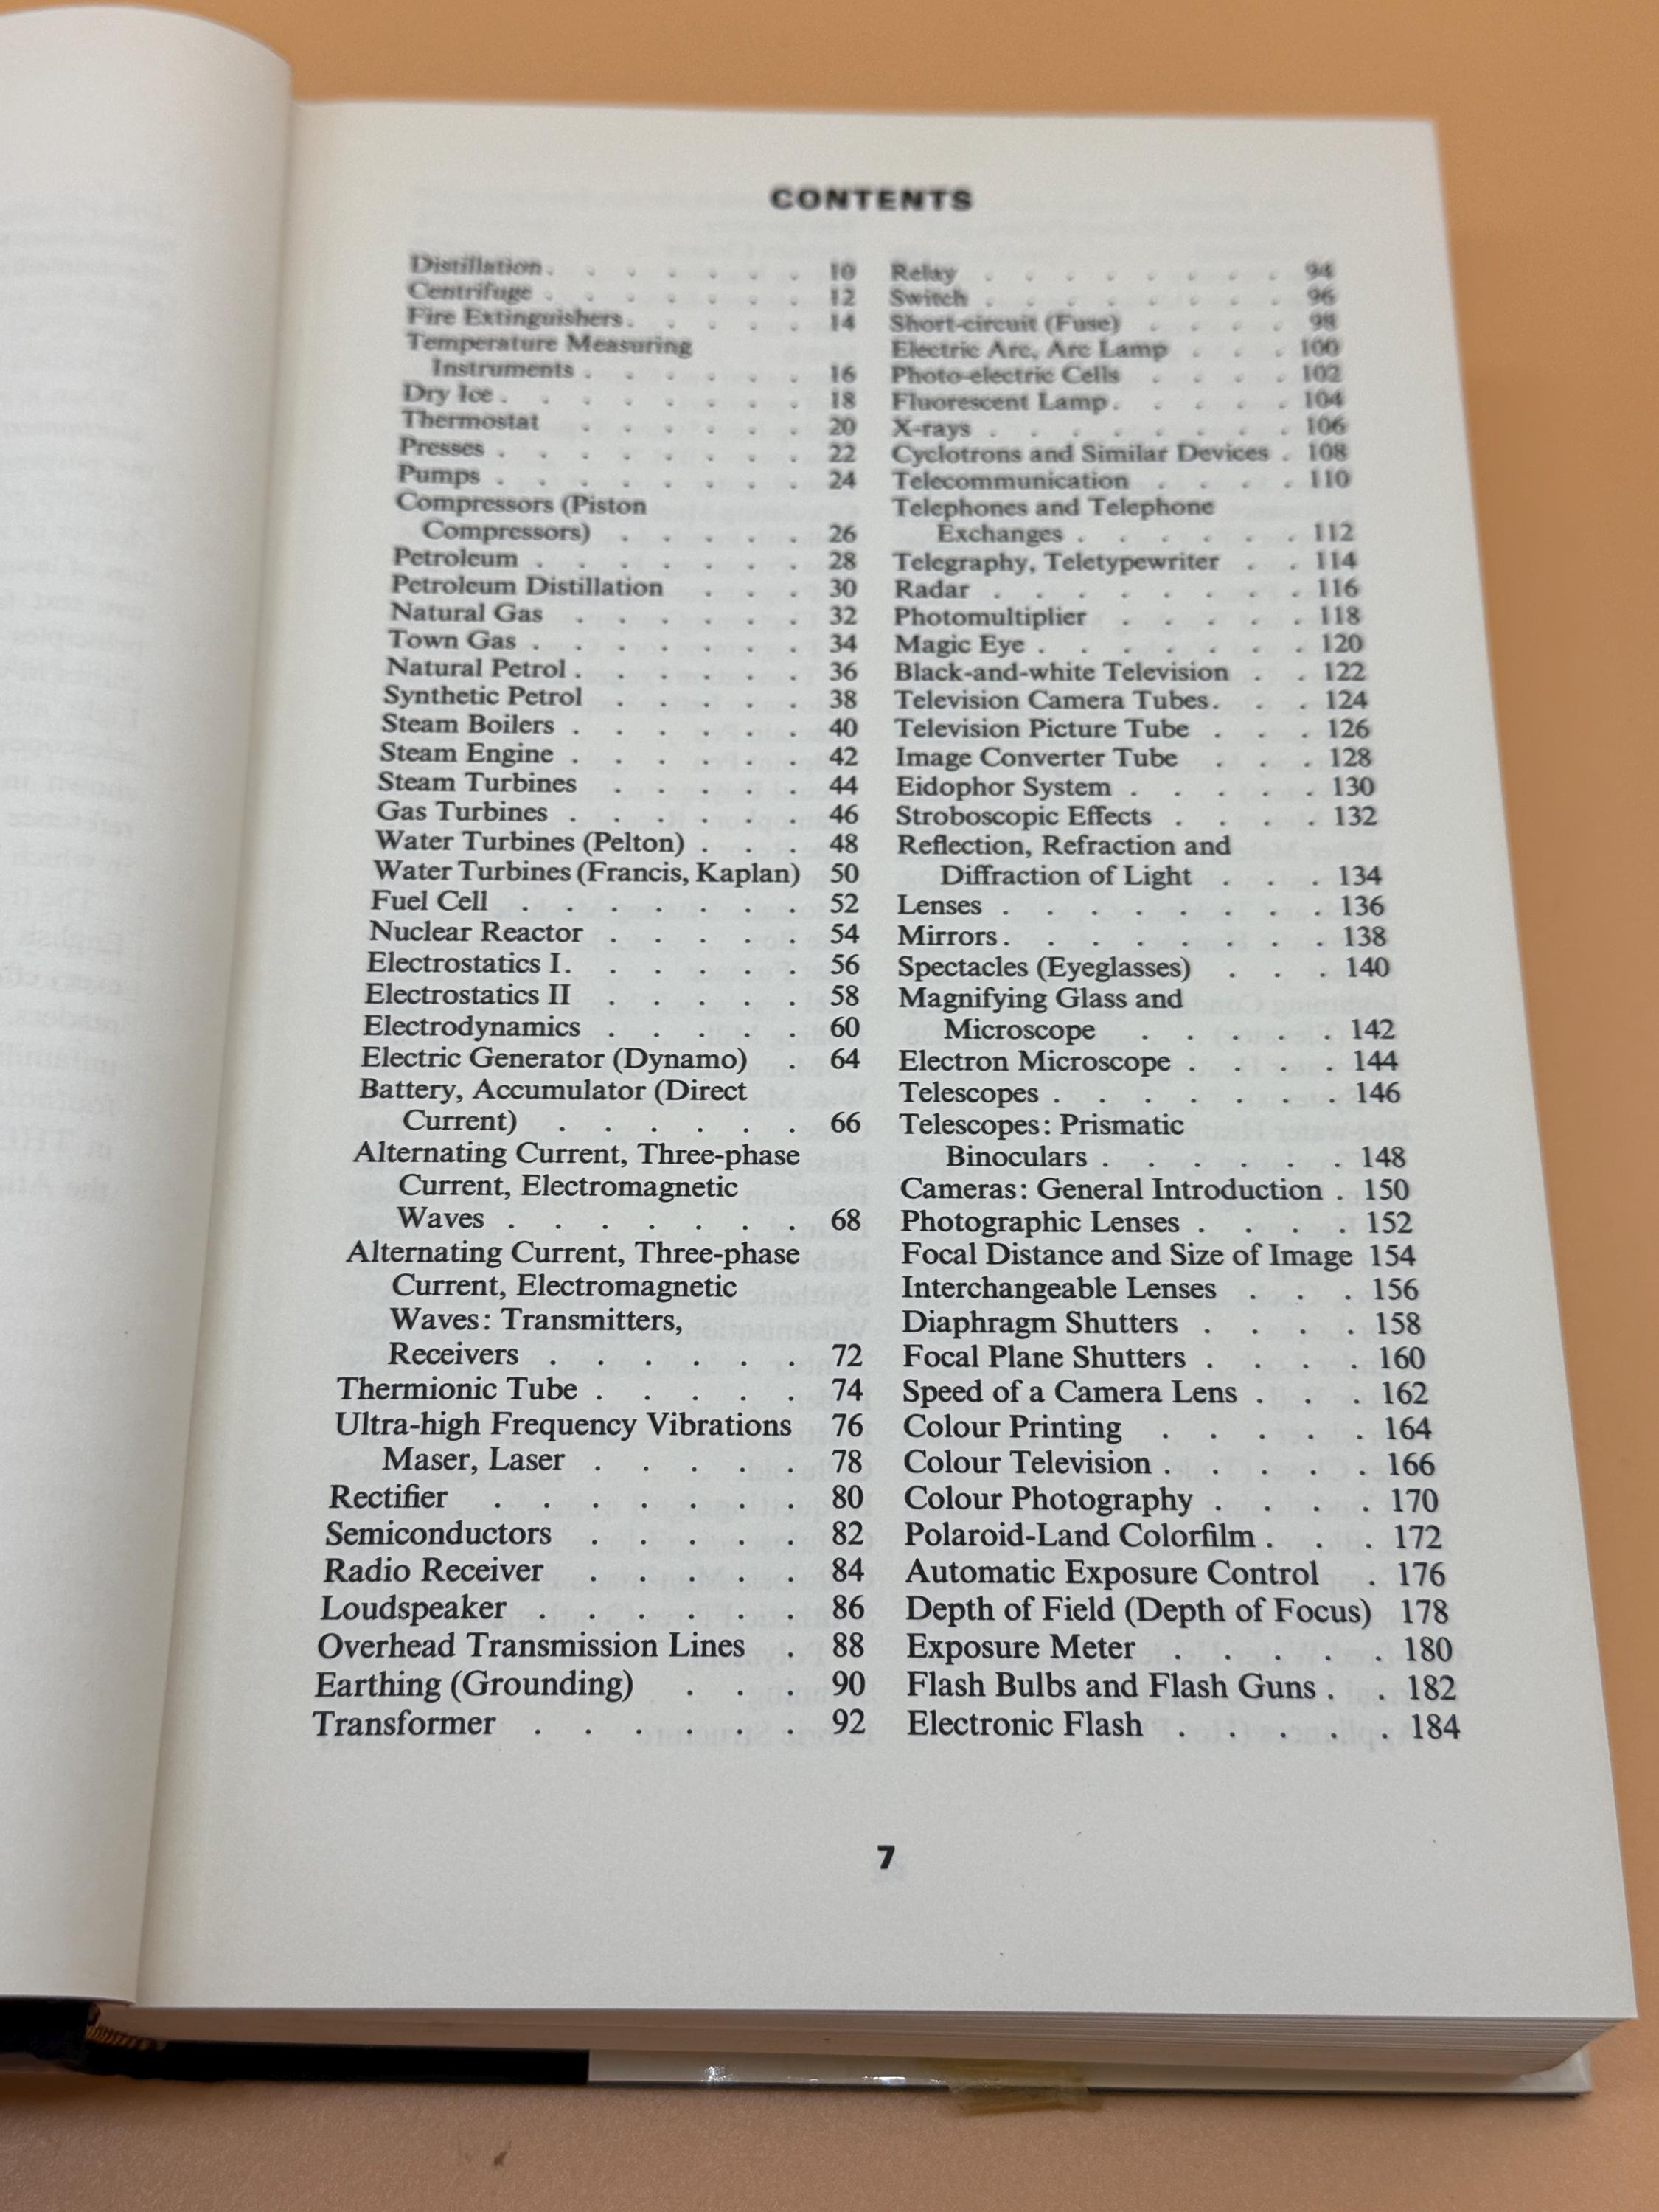 CONTENTS
Distillation. . . . . . . 10
Centrifuge . . . . . . . 12
Fire Extinguishers. . . . . 14
Temperature Measuring
Instruments . . . . . . 16
Dry Ice . . . . . . . . 18
Thermostat . . . . . . 20
Presses . . . . . . . . 22
Pumps . . . . . . . . 24
Compressors (Piston
Compressors) . . . . . 26
Petroleum . . . . . . . 28
Petroleum Distillation . . . 30
Natural Gas . . . . . . 32
Town Gas . . . . . . . 34
Natural Petrol . . . . . . 36
Synthetic Petrol . . . . . 38
Steam Boilers . . . . . . 40
Steam Engine . . . . . . 42
Steam Turbines . . . . . 44
Gas Turbines . . . . . . 46
Water Turbines (Pelton) . . . 48
Water Turbines (Francis, Kaplan) 50
Fuel Cell . . . . . . . 52
Nuclear Reactor . . . . . 54
Electrostatics I. . . . . . 56
Electrostatics II . . . . . 58
Electrodynamics . . . . . 60
Electric Generator (Dynamo) . 64
Battery, Accumulator (Direct
Current) . . . . . . 66
Alternating Current, Three-phase
Current, Electromagnetic
Waves . . . . . . . 68
Alternating Current, Three-phase
Current, Electromagnetic
Waves: Transmitters,
Receivers . . . . . . 72
Thermionic Tube . . . . . 74
Ultra-high Frequency Vibrations 76
Maser, Laser . . . . . 78
Rectifier . . . . . . . 80
Semiconductors . . . . . 82
Radio Receiver . . . . . 84
Loudspeaker . . . . . . 86
Overhead Transmission Lines . 88
Earthing (Grounding) . . . 90
Transformer . . . . . . 92
Relay . . . . . . . . 94
Switch . . . . . . . . 96
Short-circuit (Fuse) . . . . 98
Electric Arc, Arc Lamp . . . 100
Photo-electric Cells . . . . 102
Fluorescent Lamp. . . . . 104
X-rays . . . . . . . . 106
Cyclotrons and Similar Devices . 108
Telecommunication . . . . 110
Telephones and Telephone
Exchanges . . . . . . 112
Telegraphy, Teletypewriter . . 114
Radar . . . . . . . . 116
Photomultiplier . . . . . 118
Magic Eye . . . . . . . 120
Black-and-white Television . . 122
Television Camera Tubes. . . 124
Television Picture Tube . . . 126
Image Converter Tube . . . 128
Eidophor System . . . . . 130
Stroboscopic Effects . . . . 132
Reflection, Refraction and
Diffraction of Light . . . 134
Lenses . . . . . . . . 136
Mirrors. . . . . . . . 138
Spectacles (Eyeglasses) . . . 140
Magnifying Glass and
Microscope . . . . . 142
Electron Microscope . . . . 144
Telescopes . . . . . . . 146
Telescopes: Prismatic
Binoculars . . . . . . 148
Cameras: General Introduction . 150
Photographic Lenses . . . . 152
Focal Distance and Size of Image 154
Interchangeable Lenses . . . 156
Diaphragm Shutters . . . . 158
Focal Plane Shutters . . . . 160
Speed of a Camera Lens . . . 162
Colour Printing . . . . . 164
Colour Television . . . . . 166
Colour Photography . . . . 170
Polaroid-Land Colorfilm . . . 172
Automatic Exposure Control . 176
Depth of Field (Depth of Focus) 178
Exposure Meter . . . . . 180
Flash Bulbs and Flash Guns . . 182
Electronic Flash . . . . . 184
7